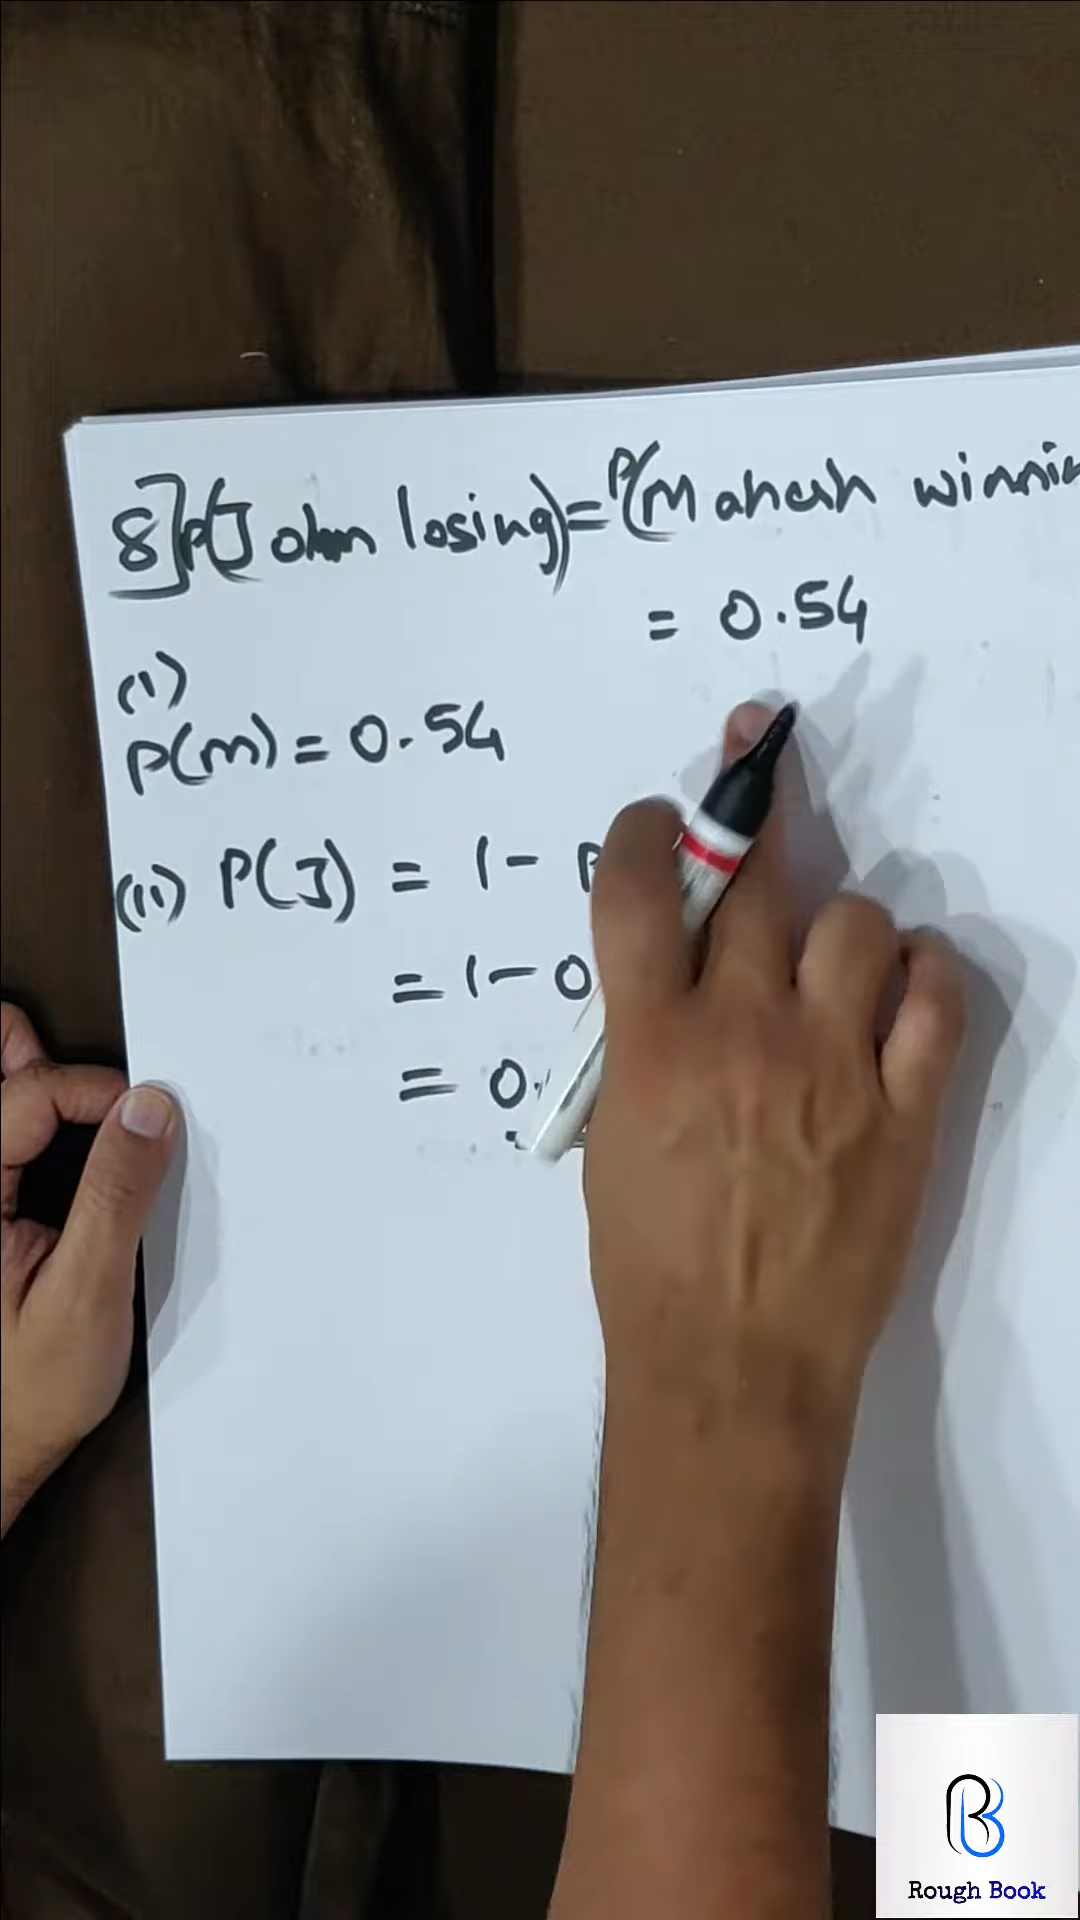 8] P(John losing) = P(Mahesh winnin
= 0.54
(i)
P(M) = 0.54
(ii) P(J) = 1 - P
= 1 - 0
= 0.
B
Rough Book